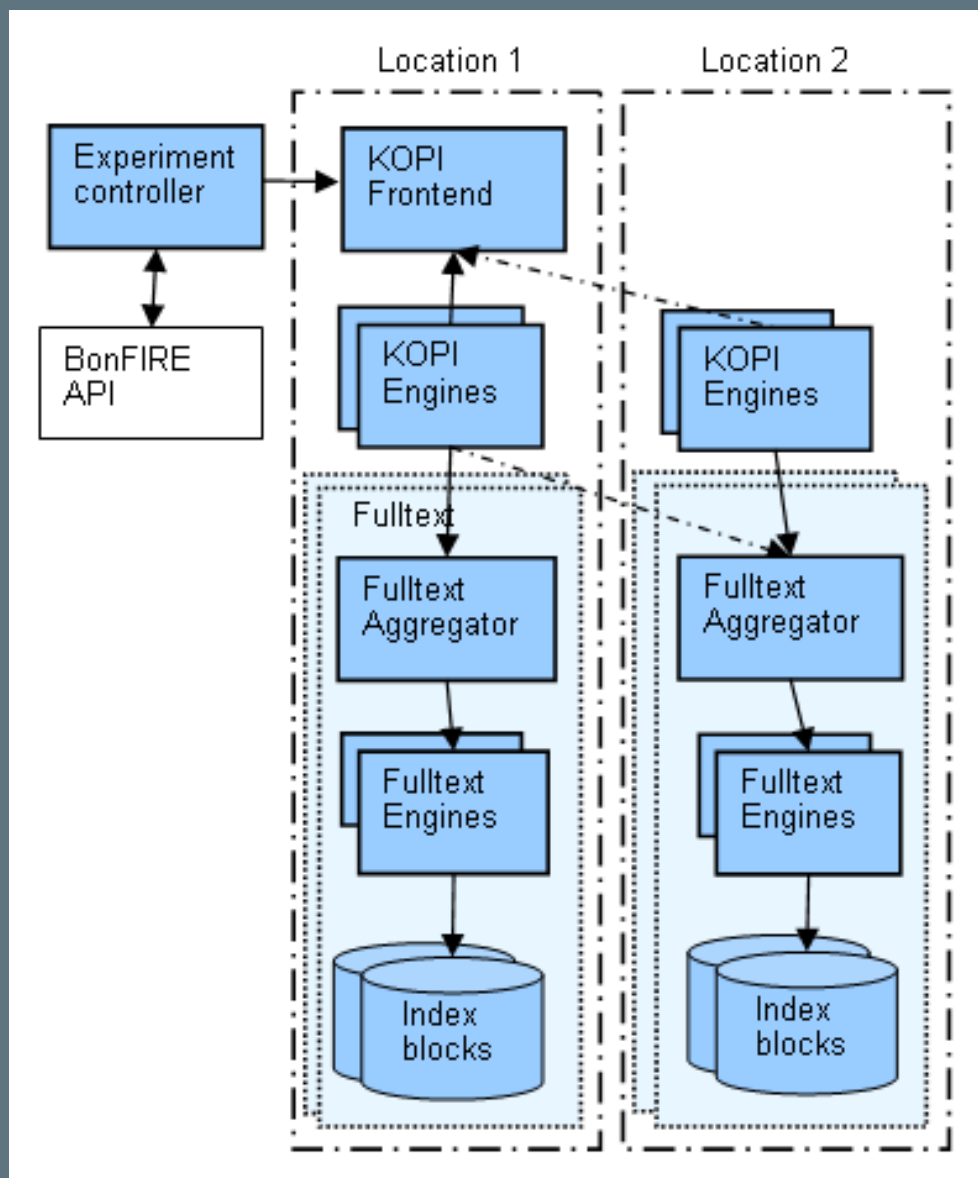 Location 1
Location 2
Experiment
controller
KOPI
Frontend
BonFIRE
API
KOPI
Engines
KOPI
Engines
Fulltext
Fulltext
Aggregator
Fulltext
Aggregator
Fulltext
Engines
Fulltext
Engines
Index
blocks
Index
blocks